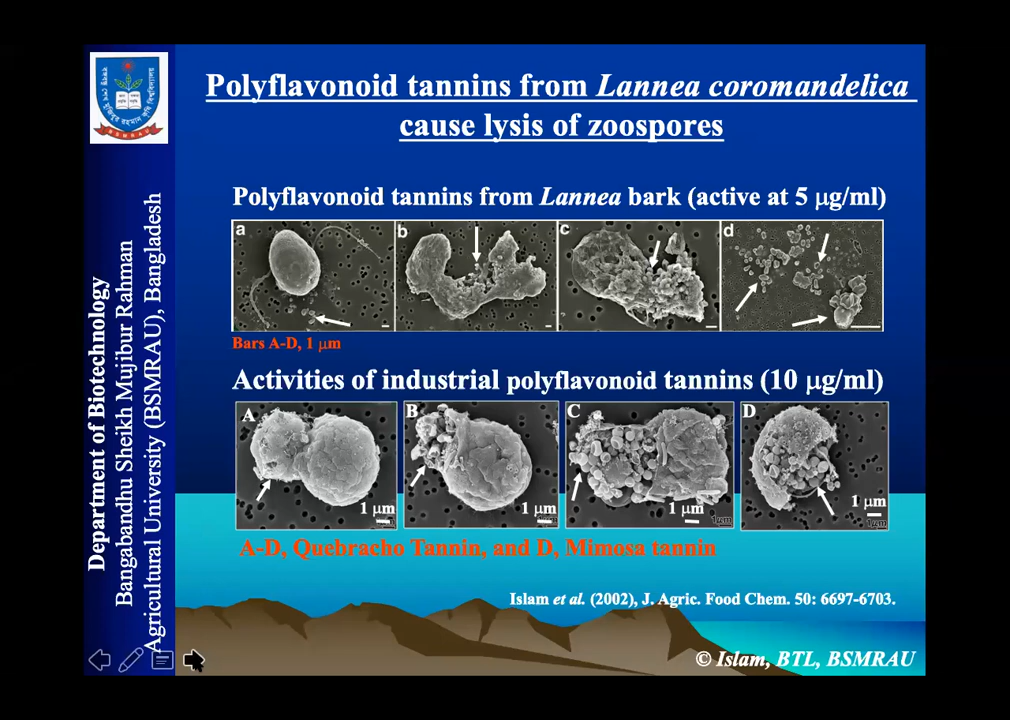 Polyflavonoid tannins from Lannea coromandelica
cause lysis of zoospores
Polyflavonoid tannins from Lannea bark (active at 5 μg/ml)
a
b
c
d
Bars A-D, 1 μm
Activities of industrial polyflavonoid tannins (10 μg/ml)
A
B
C
D
1 μm
1 μm
1 μm
1 μm
A-D, Quebracho Tannin, and D, Mimosa tannin
Islam et al. (2002), J. Agric. Food Chem. 50: 6697-6703.
© Islam, BTL, BSMRAU
Department of Biotechnology
Bangabandhu Sheikh Mujibur Rahman
Agricultural University (BSMRAU), Bangladesh
BSMRAU